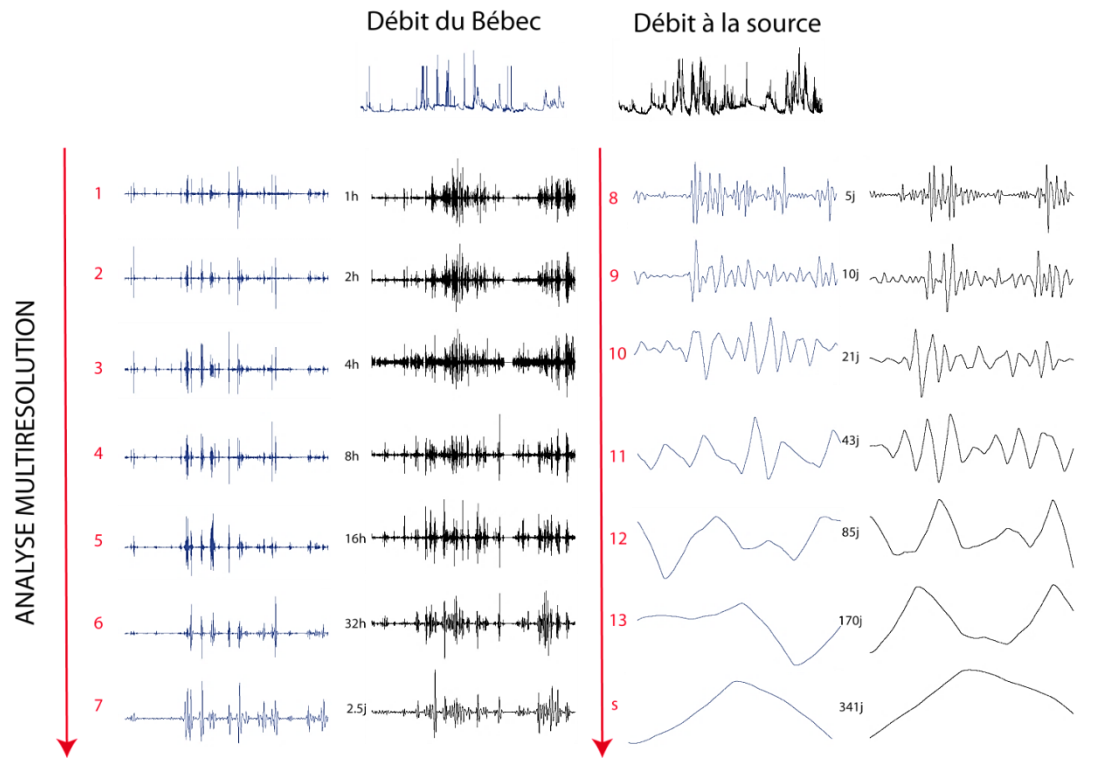 Débit du Bébec
Débit à la source
ANALYSE MULTIRESOLUTION
1
1h
2
2h
3
4h
4
8h
5
16h
6
32h
7
2.5j
8
5j
9
10j
10
21j
11
43j
12
85j
13
170j
s
341j